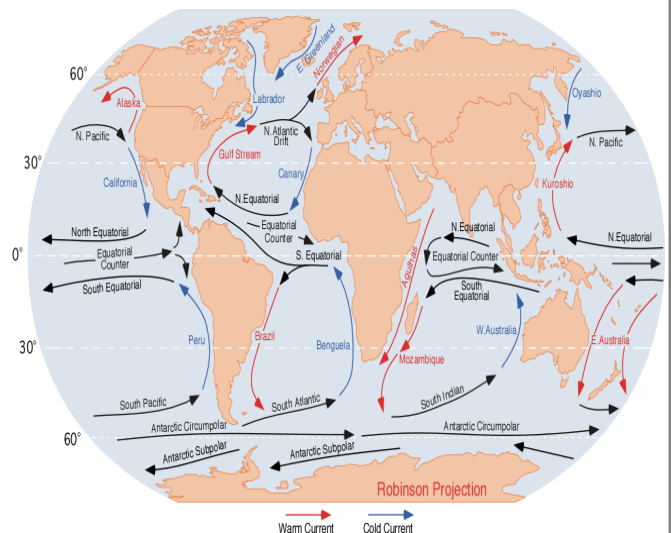 60°
E. Greenland
Norwegian
Alaska
Labrador
Oyashio
N. Pacific
N. Atlantic
Drift
N. Pacific
30°
Gulf Stream
California
Canary
Kuroshio
N.Equatorial
North Equatorial
Equatorial
Counter
N.Equatorial
N.Equatorial
Equatorial
Counter
S. Equatorial
Agulhas
Equatorial Counter
0°
South Equatorial
South
Equatorial
Peru
Brazil
Benguela
W.Australia
E.Australia
30°
Mozambique
South Pacific
South Atlantic
South Indian
Antarctic Circumpolar
Antarctic Circumpolar
60°
Antarctic Subpolar
Antarctic Subpolar
Robinson Projection
Warm Current
Cold Current